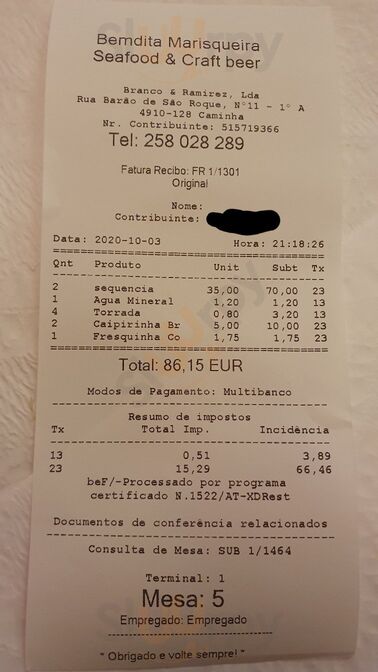 Bemdita Marisqueira
Seafood & Craft beer
Branco & Ramirez, Lda
Rua Barão de São Roque, N°11 - 1° A
4910-128 Caminha
Nr. Contribuinte: 515719366
Tel: 258 028 289
Fatura Recibo: FR 1/1301
Original
Nome:
Contribuinte:
Data: 2020-10-03 Hora: 21:18:26
Qnt Produto Unit Subt Tx
2 sequencia 35,00 70,00 23
1 Agua Mineral 1,20 1,20 13
4 Torrada 0,80 3,20 13
2 Caipirinha Br 5,00 10,00 23
1 Fresquinha Co 1,75 1,75 23
Total: 86,15 EUR
Modos de Pagamento: Multibanco
Resumo de impostos
Tx Total Imp. Incidência
13 0,51 3,89
23 15,29 66,46
beF/-Processado por programa
certificado N.1522/AT-XDRest
Documentos de conferência relacionados
Consulta de Mesa: SUB 1/1464
Terminal: 1
Mesa: 5
Empregado: Empregado
" Obrigado e volte sempre! "